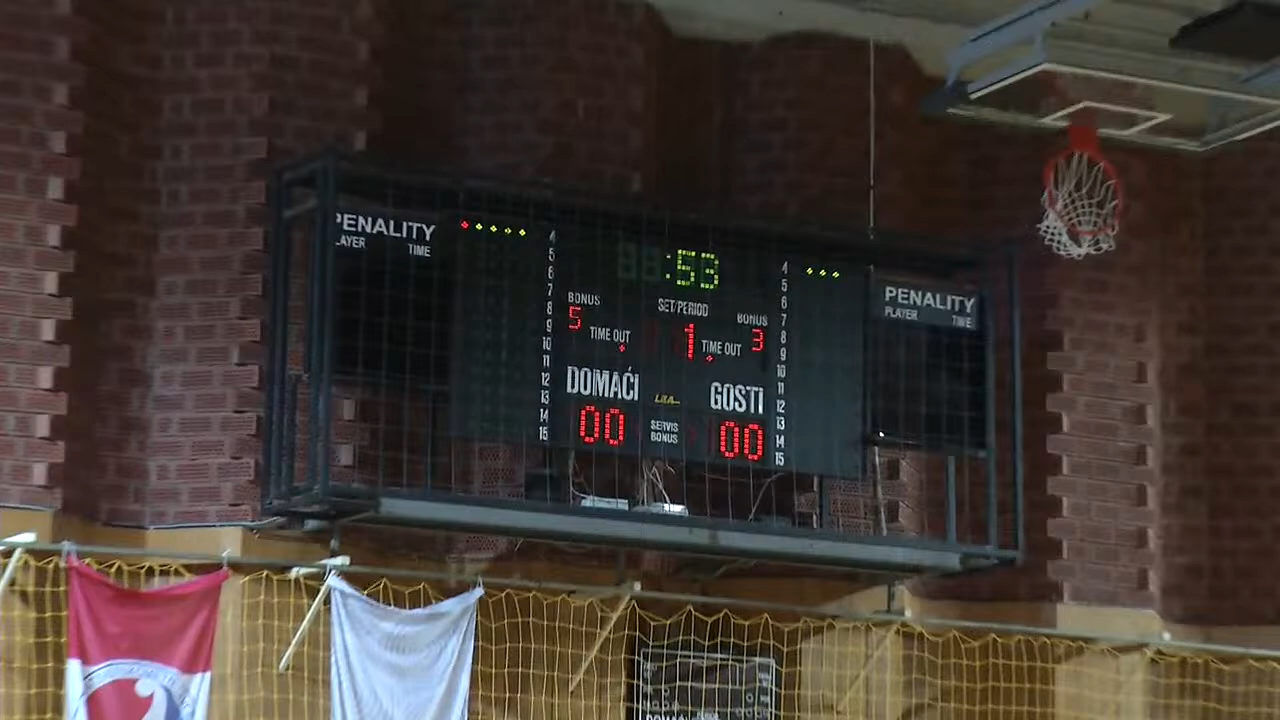 PENALITY
PLAYER TIME
4
5
6
7
8
9
10
11
12
13
14
15
:53
BONUS
SET/PERIOD
BONUS
5
TIME OUT
1
TIME OUT
3
DOMAĆI
GOSTI
00
SERVIS
BONUS
00
4
5
6
7
8
9
10
11
12
13
14
15
PENALITY
PLAYER TIME